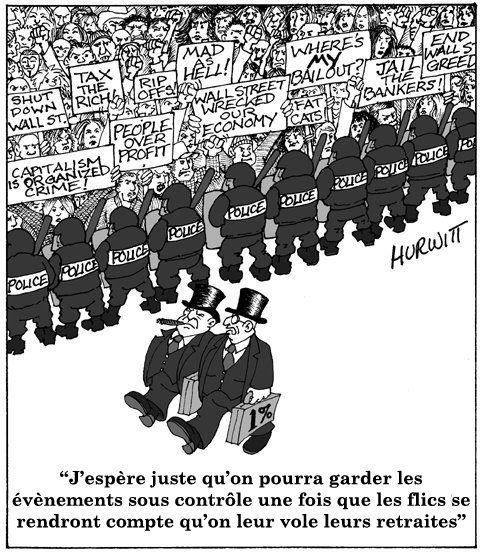 SHUT
DOWN
WALL ST.
TAX
THE
RICH!
RIP
OFFS!
MAD
AS
HELL!
WHERE'S
MY
BAILOUT?
JAIL
THE
BANKERS!
END
WALL ST.
GREED
CAPITALISM
IS ORGANIZED
CRIME!
PEOPLE
OVER
PROFIT
WALL STREET
WRECKED
OUR
ECONOMY
FAT
CATS
POLICE
POLICE
POLICE
POLICE
POLICE
POLICE
POLICE
POLICE
POLICE
PO
HURWITT
1%
“J’espère juste qu’on pourra garder les
évènements sous contrôle une fois que les flics se
rendront compte qu’on leur vole leurs retraites”